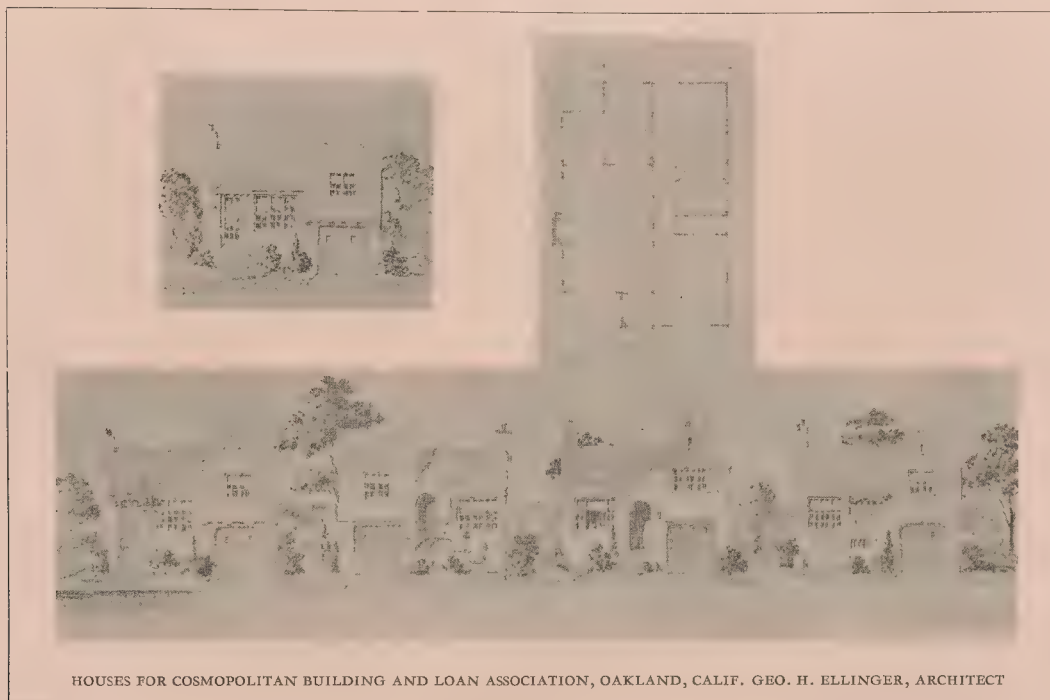 HOUSES FOR COSMOPOLITAN BUILDING AND LOAN ASSOCIATION, OAKLAND, CALIF. GEO. H. ELLINGER, ARCHITECT